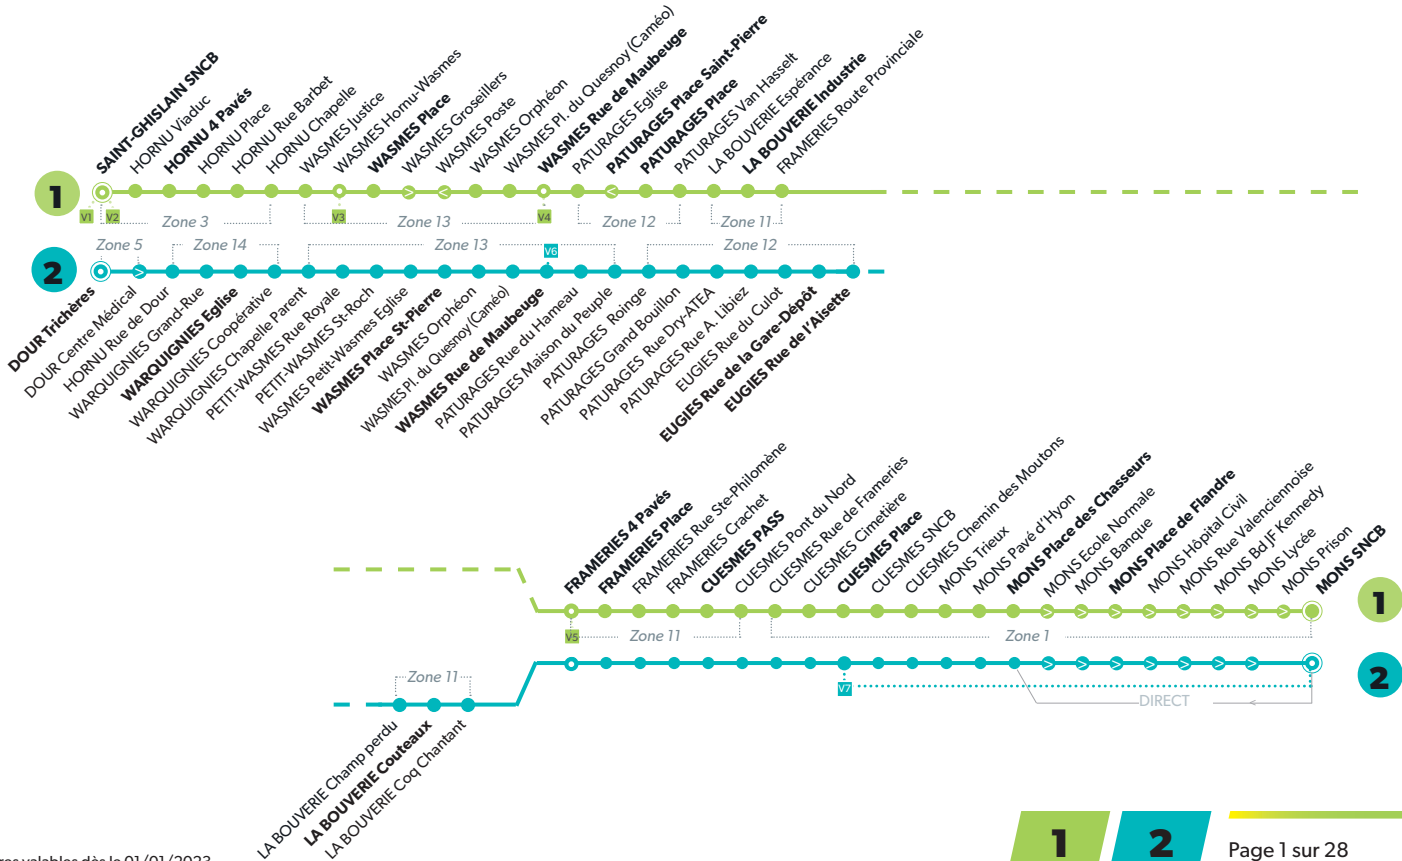 SAINT-GHISLAIN SNCB
HORNU Viaduc
HORNU 4 Pavés
HORNU Place
HORNU Rue Barbet
HORNU Chapelle
WASMES Justice
WASMES Hornu-Wasmes
WASMES Place
WASMES Groseillers
WASMES Poste
WASMES Orphéon
WASMES Pl. du Quesnoy (Caméo)
WASMES Rue de Maubeuge
PATURAGES Eglise
PATURAGES Place Saint-Pierre
PATURAGES Place
PATURAGES Van Hasselt
LA BOUVERIE Espérance
LA BOUVERIE Industrie
FRAMERIES Route Provinciale
1
V1 V2 V3 V4
Zone 3 Zone 13 Zone 12 Zone 11
Zone 5 Zone 14 Zone 13 Zone 12
V6
2
DOUR Trichères
DOUR Centre Médical
HORNU Rue de Dour
WARQUIGNIES Grand-Rue
WARQUIGNIES Eglise
WARQUIGNIES Coopérative
WARQUIGNIES Chapelle Parent
PETIT-WASMES Rue Royale
PETIT-WASMES St-Roch
WASMES Petit-Wasmes Eglise
WASMES Place St-Pierre
WASMES Orphéon
WASMES Pl. du Quesnoy (Caméo)
WASMES Rue de Maubeuge
PATURAGES Rue du Hameau
PATURAGES Maison du Peuple
PATURAGES Roinge
PATURAGES Grand Bouillon
PATURAGES Rue Dry-ATEA
PATURAGES Rue A. Libiez
EUGIES Rue du Culot
EUGIES Rue de la Gare-Dépôt
EUGIES Rue de l'Aisette
FRAMERIES 4 Pavés
FRAMERIES Place
FRAMERIES Rue Ste-Philomène
FRAMERIES Crachet
CUESMES PASS
CUESMES Pont du Nord
CUESMES Rue de Frameries
CUESMES Cimetière
CUESMES Place
CUESMES SNCB
CUESMES Chemin des Moutons
MONS Trieux
MONS Pavé d'Hyon
MONS Place des Chasseurs
MONS Ecole Normale
MONS Banque
MONS Place de Flandre
MONS Hôpital Civil
MONS Rue Valenciennoise
MONS Bd JF Kennedy
MONS Lycée
MONS Prison
MONS SNCB
1
V5
Zone 11 Zone 1
2
V7
DIRECT
Zone 11
LA BOUVERIE Champ perdu
LA BOUVERIE Couteaux
LA BOUVERIE Coq Chantant
valables dès le 01/01/2023
1 2 Page 1 sur 28